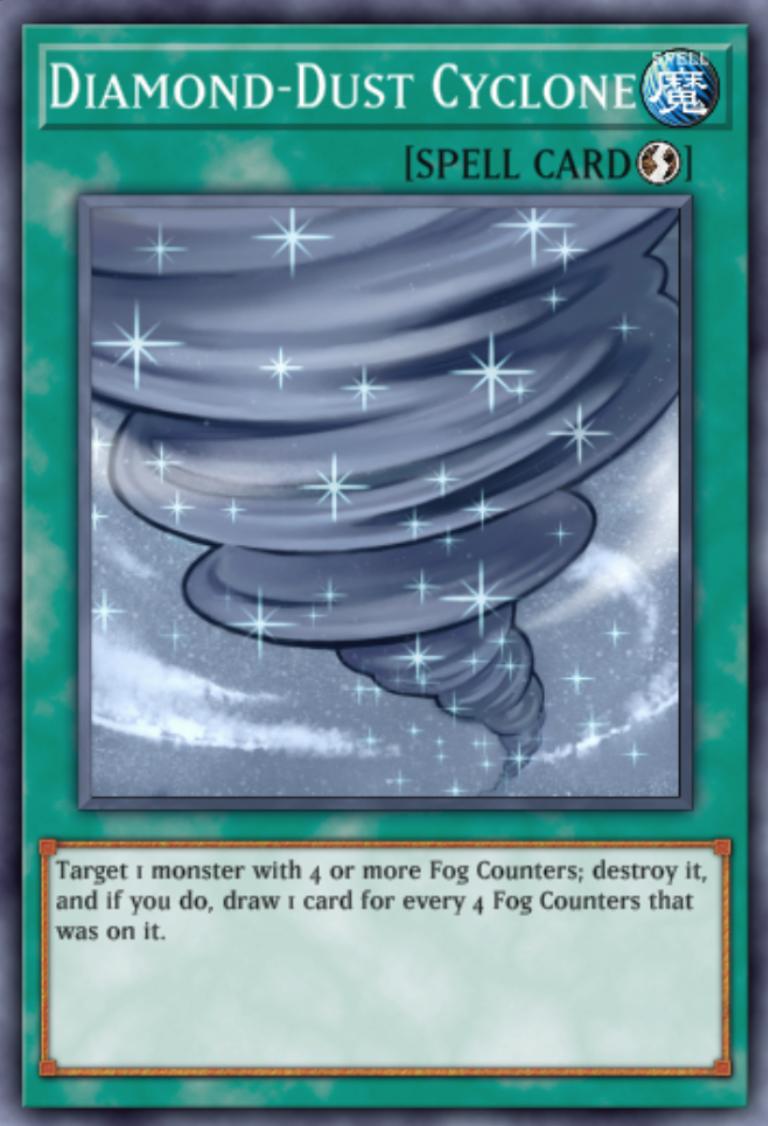 DIAMOND-DUST CYCLONE
SPELL
魔
[SPELL CARD]
Target 1 monster with 4 or more Fog Counters; destroy it,
and if you do, draw 1 card for every 4 Fog Counters that
was on it.